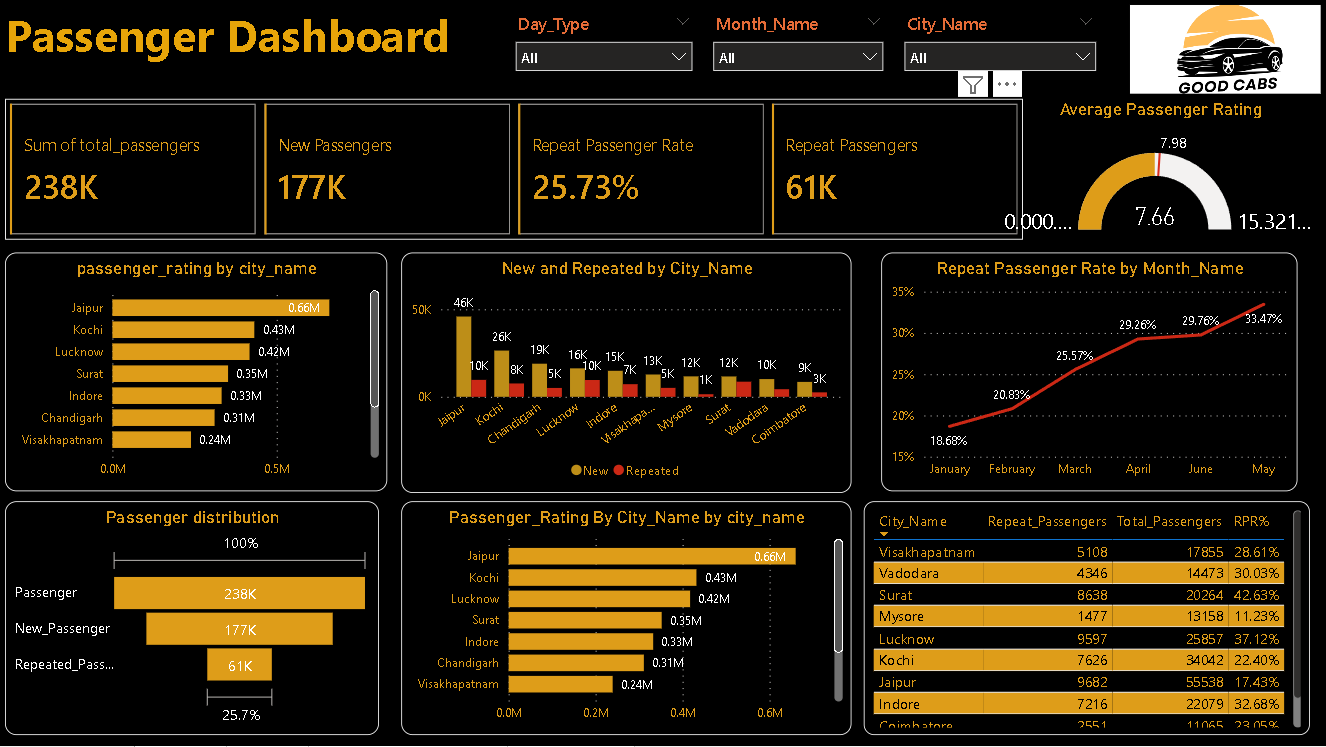 Passenger Dashboard
Day_Type
Month_Name
City_Name
All
All
All
GOOD CABS
Sum of total_passengers
238K
New Passengers
177K
Repeat Passenger Rate
25.73%
Repeat Passengers
61K
Average Passenger Rating
7.98
0.000....
7.66
15.321...
passenger_rating by city_name
Jaipur 0.66M
Kochi 0.43M
Lucknow 0.42M
Surat 0.35M
Indore 0.33M
Chandigarh 0.31M
Visakhapatnam 0.24M
0.0M 0.5M
New and Repeated by City_Name
50K
0K
46K 10K
26K 8K
19K 5K
16K 10K
15K 7K
13K 5K
12K 1K
12K
10K
9K 3K
Jaipur Kochi Chandigarh Lucknow Indore Visakhapa... Mysore Surat Vadodara Coimbatore
New Repeated
Repeat Passenger Rate by Month_Name
35%
30%
25%
20%
15%
18.68% 20.83% 25.57% 29.26% 29.76% 33.47%
January February March April June May
Passenger distribution
100%
Passenger 238K
New_Passenger 177K
Repeated_Pass... 61K
25.7%
Passenger_Rating By City_Name by city_name
Jaipur 0.66M
Kochi 0.43M
Lucknow 0.42M
Surat 0.35M
Indore 0.33M
Chandigarh 0.31M
Visakhapatnam 0.24M
0.0M 0.2M 0.4M 0.6M
City_Name Repeat_Passengers Total_Passengers RPR%
Visakhapatnam 5108 17855 28.61%
Vadodara 4346 14473 30.03%
Surat 8638 20264 42.63%
Mysore 1477 13158 11.23%
Lucknow 9597 25857 37.12%
Kochi 7626 34042 22.40%
Jaipur 9682 55538 17.43%
Indore 7216 22079 32.68%
Coimbatore 2551 11065 23.05%